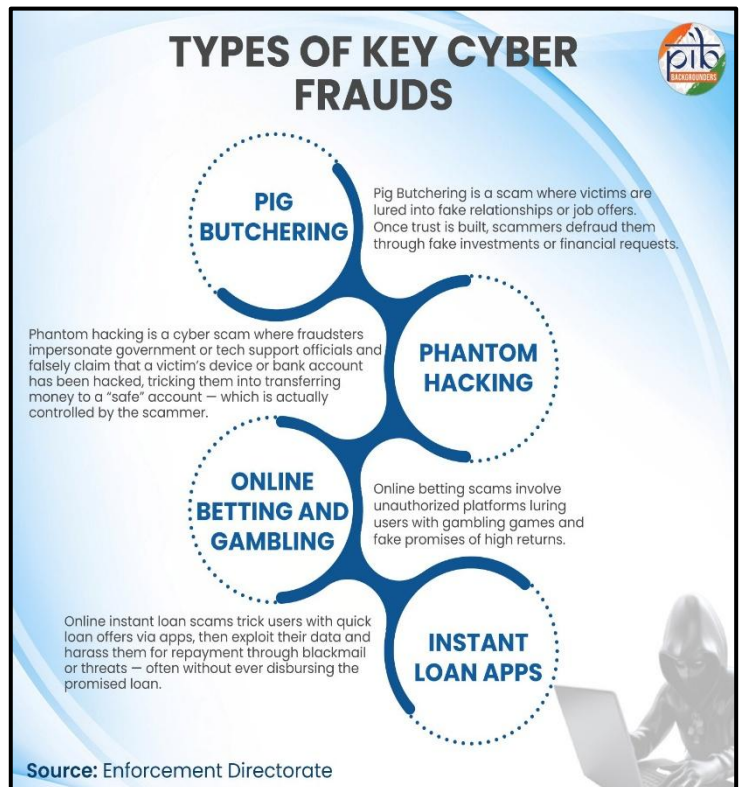 TYPES OF KEY CYBER
FRAUDS
pib
BACKGROUNDERS
PIG
BUTCHERING
Pig Butchering is a scam where victims are
lured into fake relationships or job offers.
Once trust is built, scammers defraud them
through fake investments or financial requests.
Phantom hacking is a cyber scam where fraudsters
impersonate government or tech support officials and
falsely claim that a victim's device or bank account
has been hacked, tricking them into transferring
money to a "safe" account — which is actually
controlled by the scammer.
PHANTOM
HACKING
ONLINE
BETTING AND
GAMBLING
Online betting scams involve
unauthorized platforms luring
users with gambling games and
fake promises of high returns.
Online instant loan scams trick users with quick
loan offers via apps, then exploit their data and
harass them for repayment through blackmail
or threats — often without ever disbursing the
promised loan.
INSTANT
LOAN APPS
Source: Enforcement Directorate